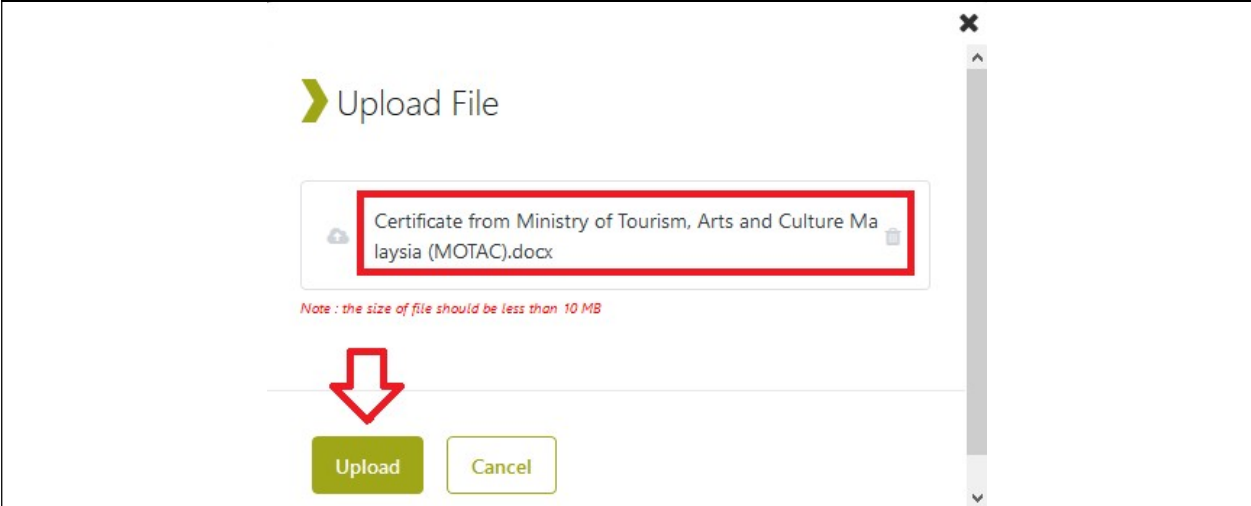 Upload File
Certificate from Ministry of Tourism, Arts and Culture Ma
laysia (MOTAC).docx
Note : the size of file should be less than 10 MB
Upload
Cancel